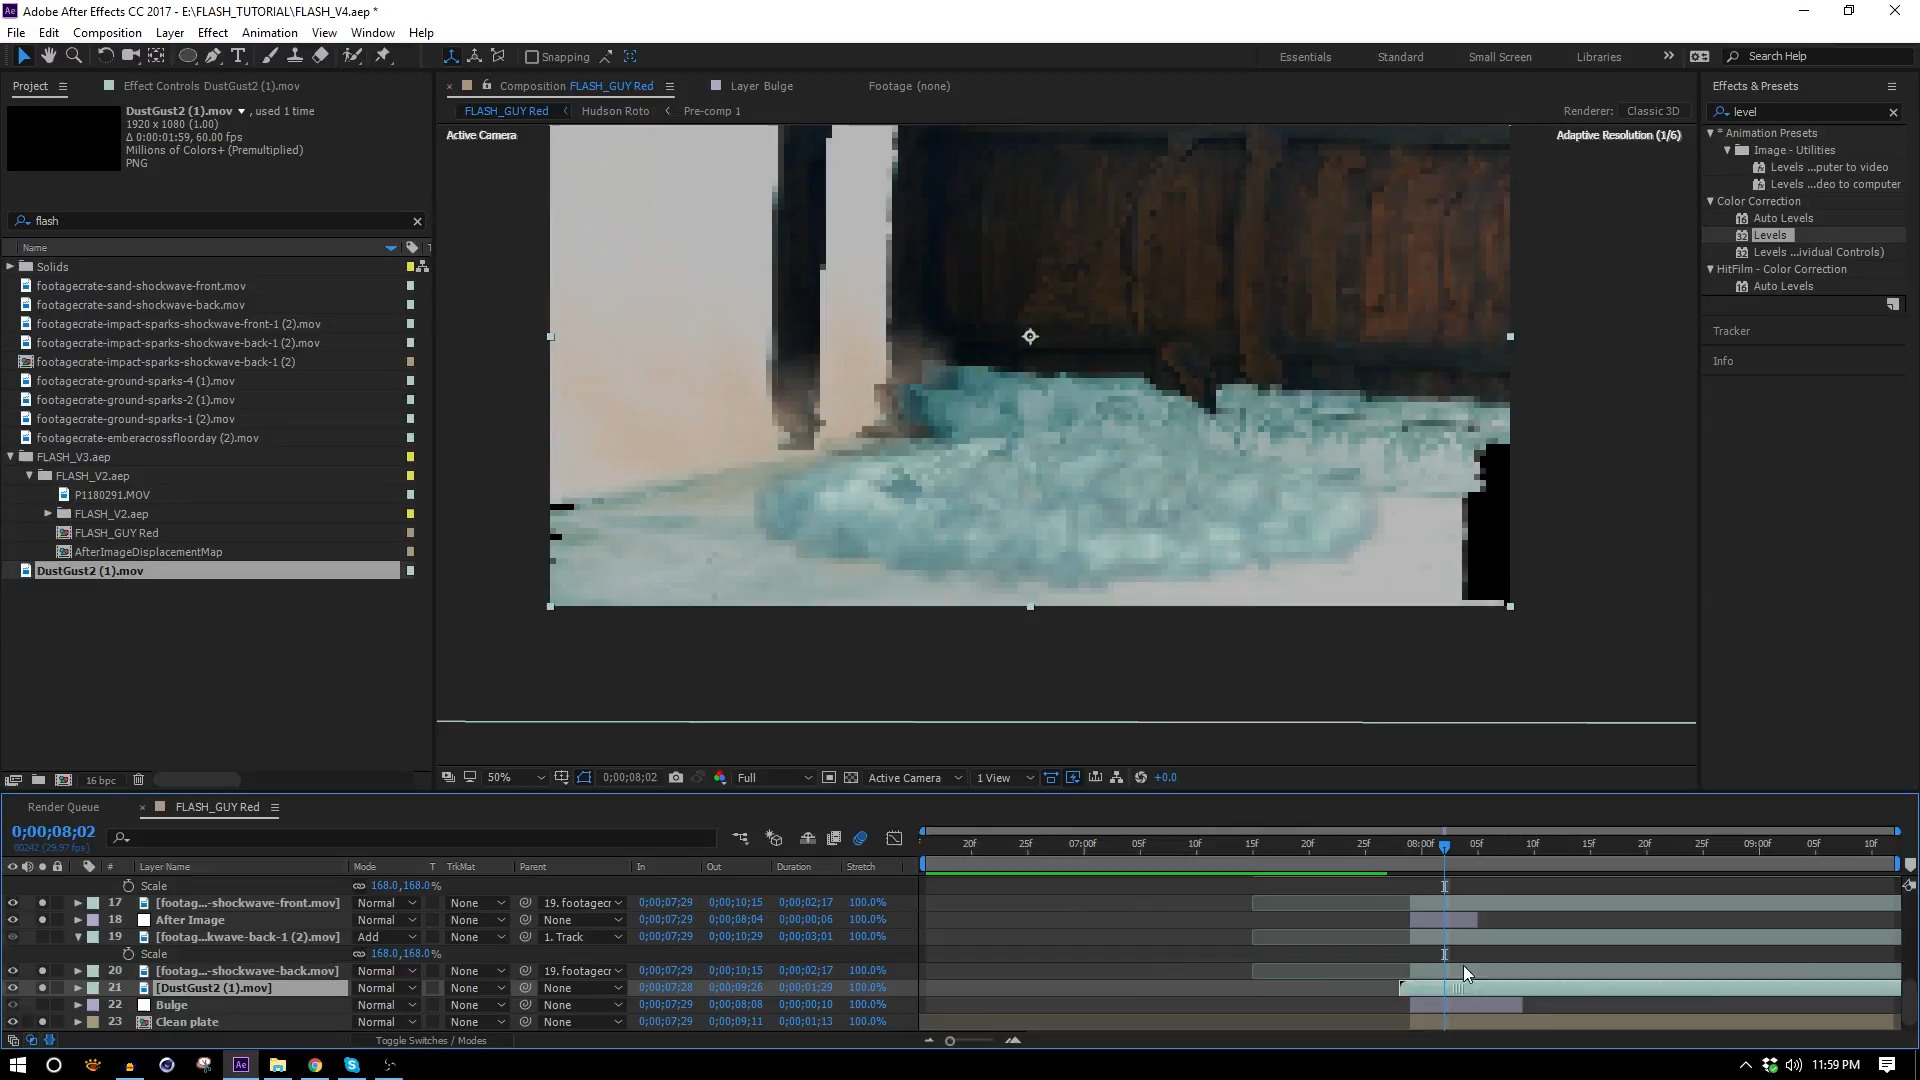 Adobe After Effects CC 2017 - E:\FLASH_TUTORIAL\FLASH_V4.aep *
File Edit Composition Layer Effect Animation View Window Help
Snapping
Essentials Standard Small Screen Libraries Search Help
Project
Effect Controls DustGust2 (1).mov
DustGust2 (1).mov ▼, used 1 time
1920 x 1080 (1.00)
Δ 0:00:01:59, 60.00 fps
Millions of Colors+ (Premultiplied)
PNG
flash
Name
Solids
footagecrate-sand-shockwave-front.mov
footagecrate-sand-shockwave-back.mov
footagecrate-impact-sparks-shockwave-front-1 (2).mov
footagecrate-impact-sparks-shockwave-back-1 (2).mov
footagecrate-impact-sparks-shockwave-back-1 (2)
footagecrate-ground-sparks-4 (1).mov
footagecrate-ground-sparks-2 (1).mov
footagecrate-ground-sparks-1 (2).mov
footagecrate-emberacrossfloorday (2).mov
FLASH_V3.aep
FLASH_V2.aep
P1180291.MOV
FLASH_V2.aep
FLASH_GUY Red
AfterImageDisplacementMap
DustGust2 (1).mov
16 bpc
Composition FLASH_GUY Red
Layer Bulge
Footage (none)
FLASH_GUY Red Hudson Roto Pre-comp 1
Renderer: Classic 3D
Active Camera
Adaptive Resolution (1/6)
50% 0;00;08;02 Full Active Camera 1 View +0.0
Effects & Presets
level
* Animation Presets
Image - Utilities
Levels ...puter to video
Levels ...deo to computer
Color Correction
Auto Levels
Levels
Levels ...ividual Controls)
HitFilm - Color Correction
Auto Levels
Tracker
Info
Render Queue FLASH_GUY Red
0;00;08;02
00242 (29.97 fps)
20f 25f 07:00f 05f 10f 15f 20f 25f 08:00f 05f 10f 15f 20f 25f 09:00f 05f 10f
# Layer Name Mode T TrkMat Parent In Out Duration Stretch
Scale 168.0,168.0%
17 [footag...-shockwave-front.mov] Normal None 19. footagecr 0;00;07;29 0;00;10;15 0;00;02;17 100.0%
18 After Image Normal None None 0;00;07;29 0;00;08;04 0;00;00;06 100.0%
19 [footag...kwave-back-1 (2).mov] Add None 1. Track 0;00;07;29 0;00;10;29 0;00;03;01 100.0%
Scale 168.0,168.0%
20 [footag...-shockwave-back.mov] Normal None 19. footagecr 0;00;07;29 0;00;10;15 0;00;02;17 100.0%
21 [DustGust2 (1).mov] Normal None None 0;00;07;28 0;00;09;26 0;00;01;29 100.0%
22 Bulge Normal None None 0;00;07;29 0;00;08;08 0;00;00;10 100.0%
23 Clean plate Normal None None 0;00;07;29 0;00;09;11 0;00;01;13 100.0%
Toggle Switches / Modes
11:59 PM